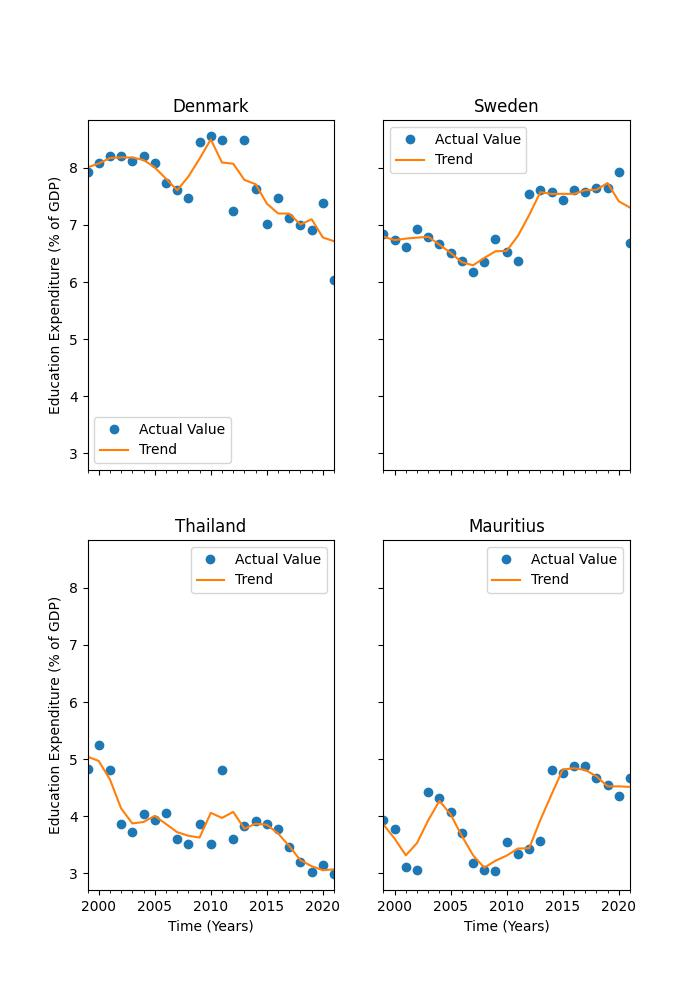 Denmark
Sweden
Education Expenditure (% of GDP)
8
7
6
5
4
3
Actual Value
Trend
Actual Value
Trend
Thailand
Mauritius
Education Expenditure (% of GDP)
8
7
6
5
4
3
Actual Value
Trend
Actual Value
Trend
2000 2005 2010 2015 2020
2000 2005 2010 2015 2020
Time (Years)
Time (Years)